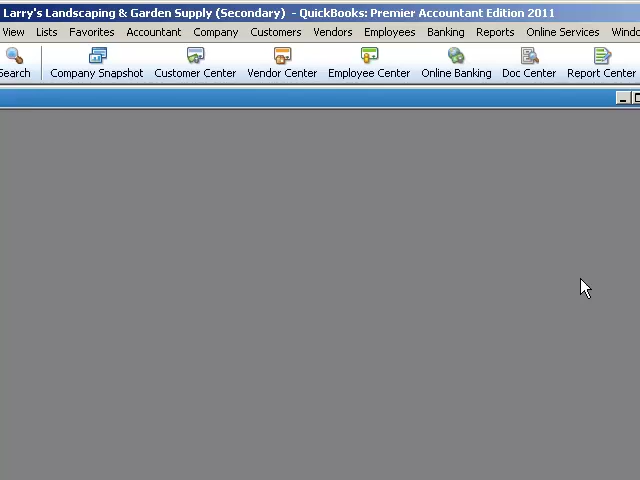 Larry's Landscaping & Garden Supply (Secondary) - QuickBooks: Premier Accountant Edition 2011
View Lists Favorites Accountant Company Customers Vendors Employees Banking Reports Online Services
Search Company Snapshot Customer Center Vendor Center Employee Center Online Banking Doc Center Report Center